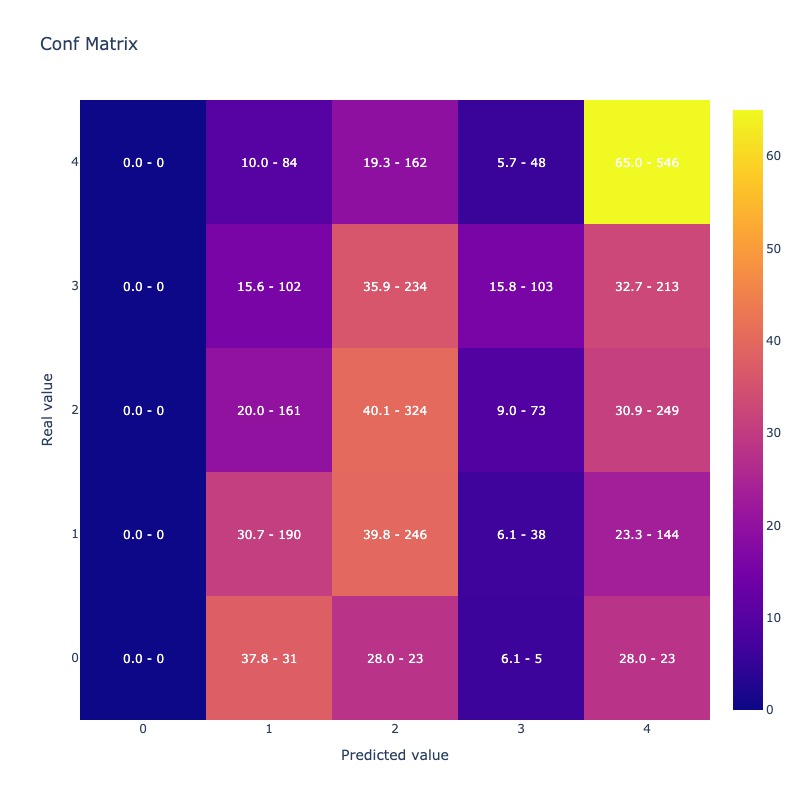 Conf Matrix
4
0.0 - 0
10.0 - 84
19.3 - 162
5.7 - 48
65.0 - 546
3
0.0 - 0
15.6 - 102
35.9 - 234
15.8 - 103
32.7 - 213
2
0.0 - 0
20.0 - 161
40.1 - 324
9.0 - 73
30.9 - 249
1
0.0 - 0
30.7 - 190
39.8 - 246
6.1 - 38
23.3 - 144
0
0.0 - 0
37.8 - 31
28.0 - 23
6.1 - 5
28.0 - 23
0
1
2
3
4
Predicted value
Real value
60
50
40
30
20
10
0